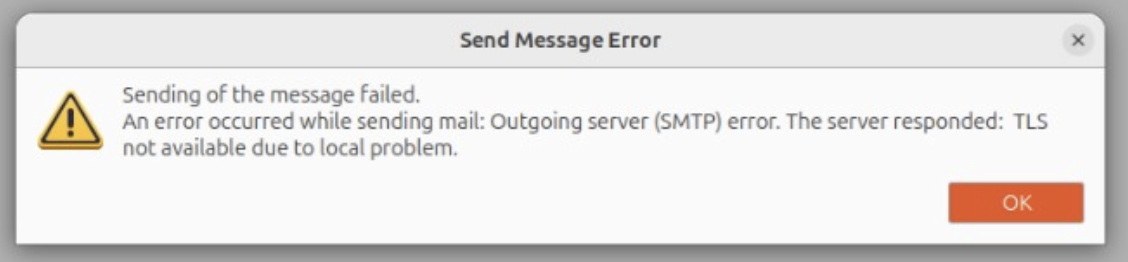 Send Message Error
Sending of the message failed.
An error occurred while sending mail: Outgoing server (SMTP) error. The server responded:  TLS
not available due to local problem.
OK